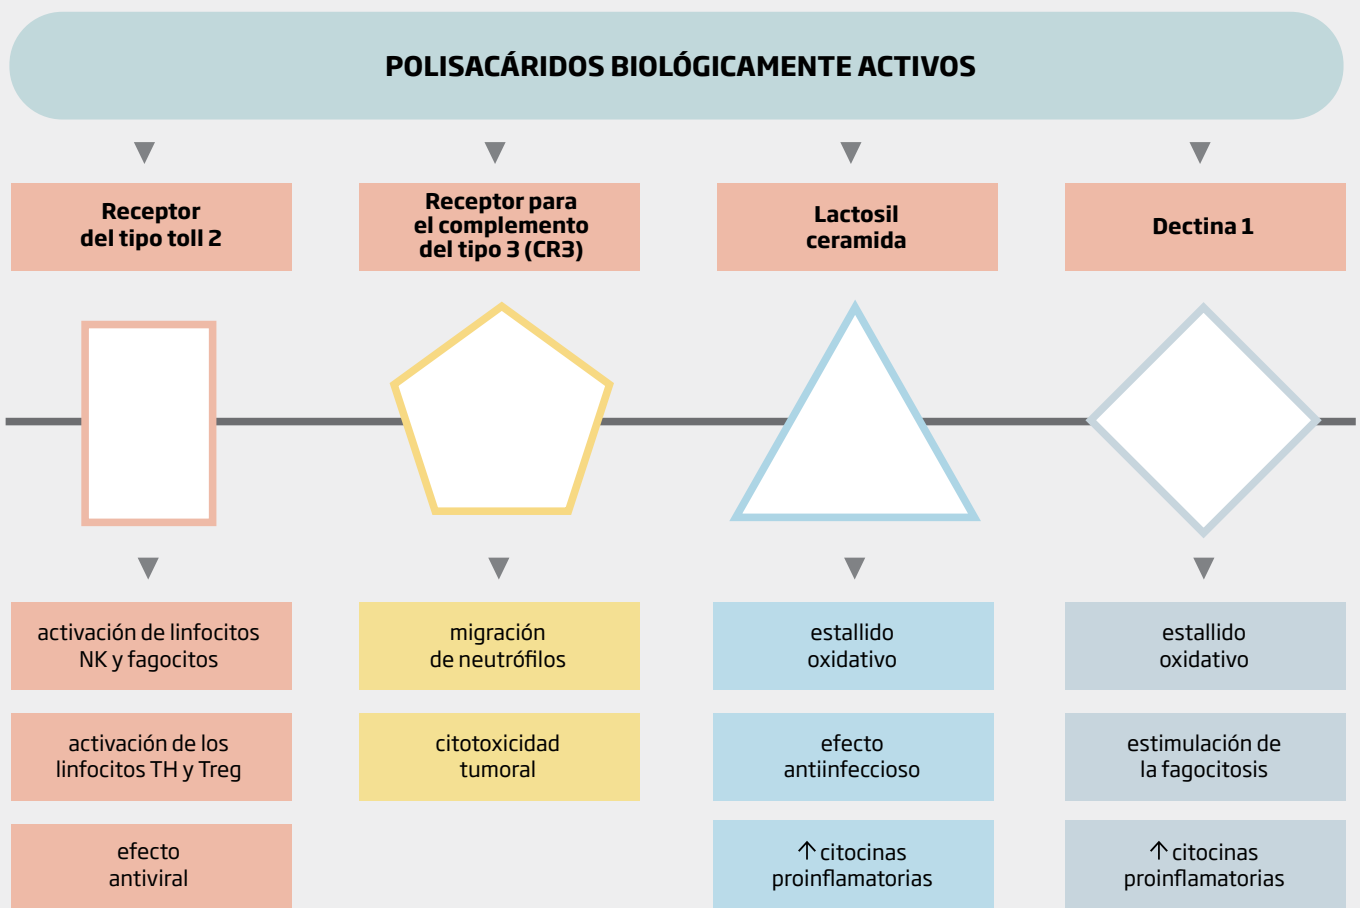 POLISACÁRIDOS BIOLÓGICAMENTE ACTIVOS
Receptor
del tipo toll 2
Receptor para
el complemento
del tipo 3 (CR3)
Lactosil
ceramida
Dectina 1
activación de linfocitos
NK y fagocitos
migración
de neutrófilos
estallido
oxidativo
estallido
oxidativo
activación de los
linfocitos TH y Treg
citotoxicidad
tumoral
efecto
antiinfeccioso
estimulación de
la fagocitosis
efecto
antiviral
↑ citocinas
proinflamatorias
↑ citocinas
proinflamatorias